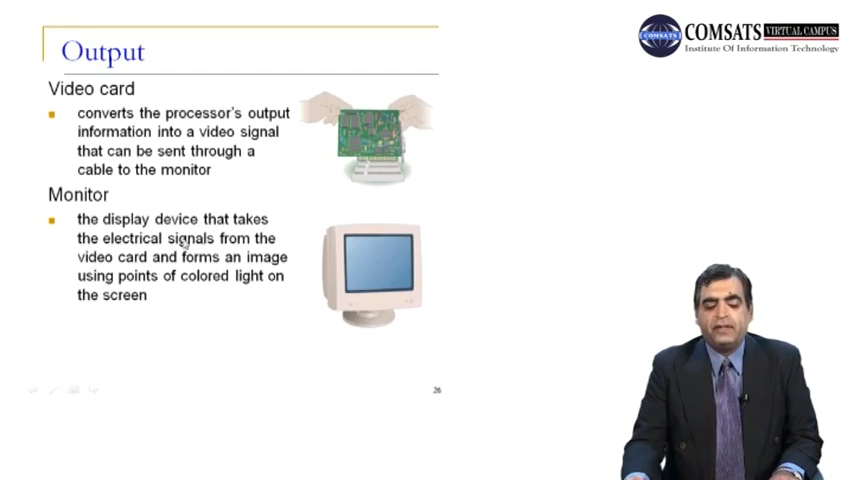 Output
COMSATS VIRTUAL CAMPUS
Institute Of Information Technology
COMSATS
Video card
converts the processor's output
information into a video signal
that can be sent through a
cable to the monitor
Monitor
the display device that takes
the electrical signals from the
video card and forms an image
using points of colored light on
the screen
26